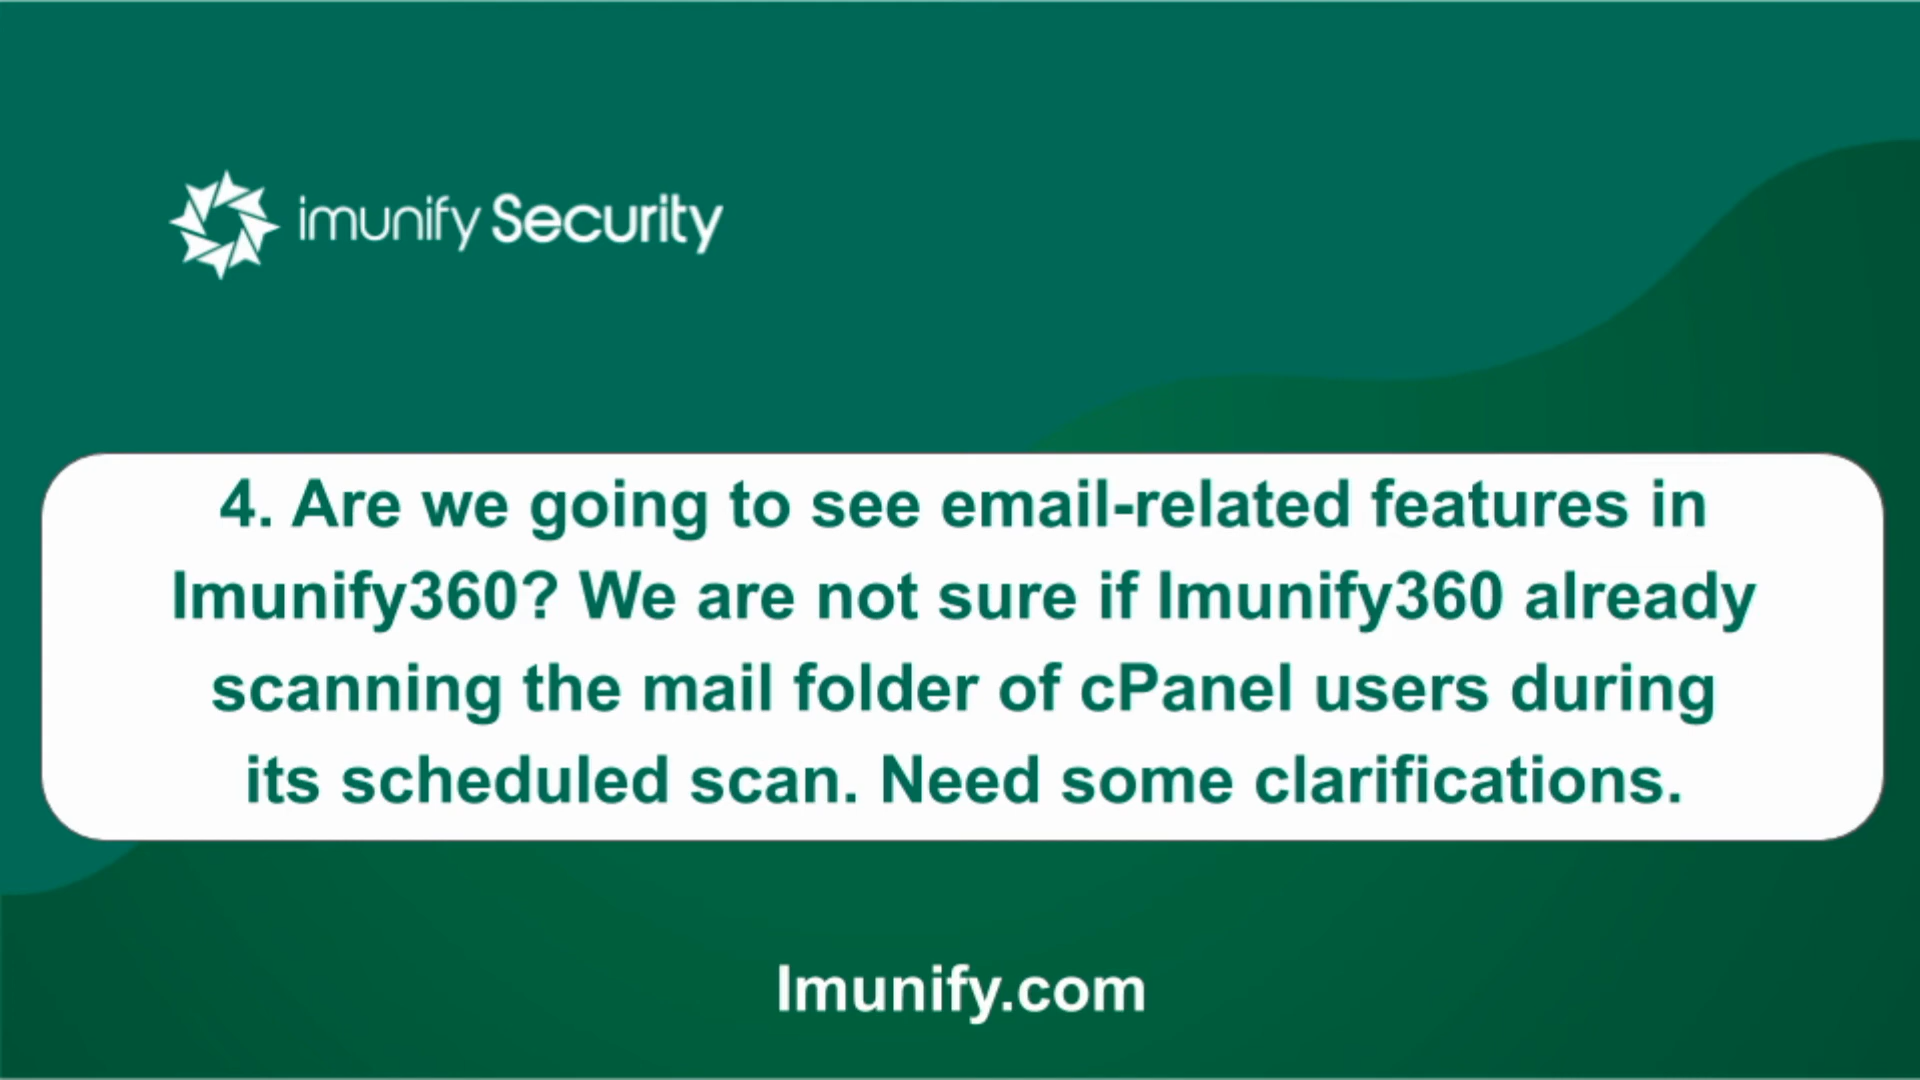 imunify Security
4. Are we going to see email-related features in
Imunify360? We are not sure if Imunify360 already
scanning the mail folder of cPanel users during
its scheduled scan. Need some clarifications.
Imunify.com